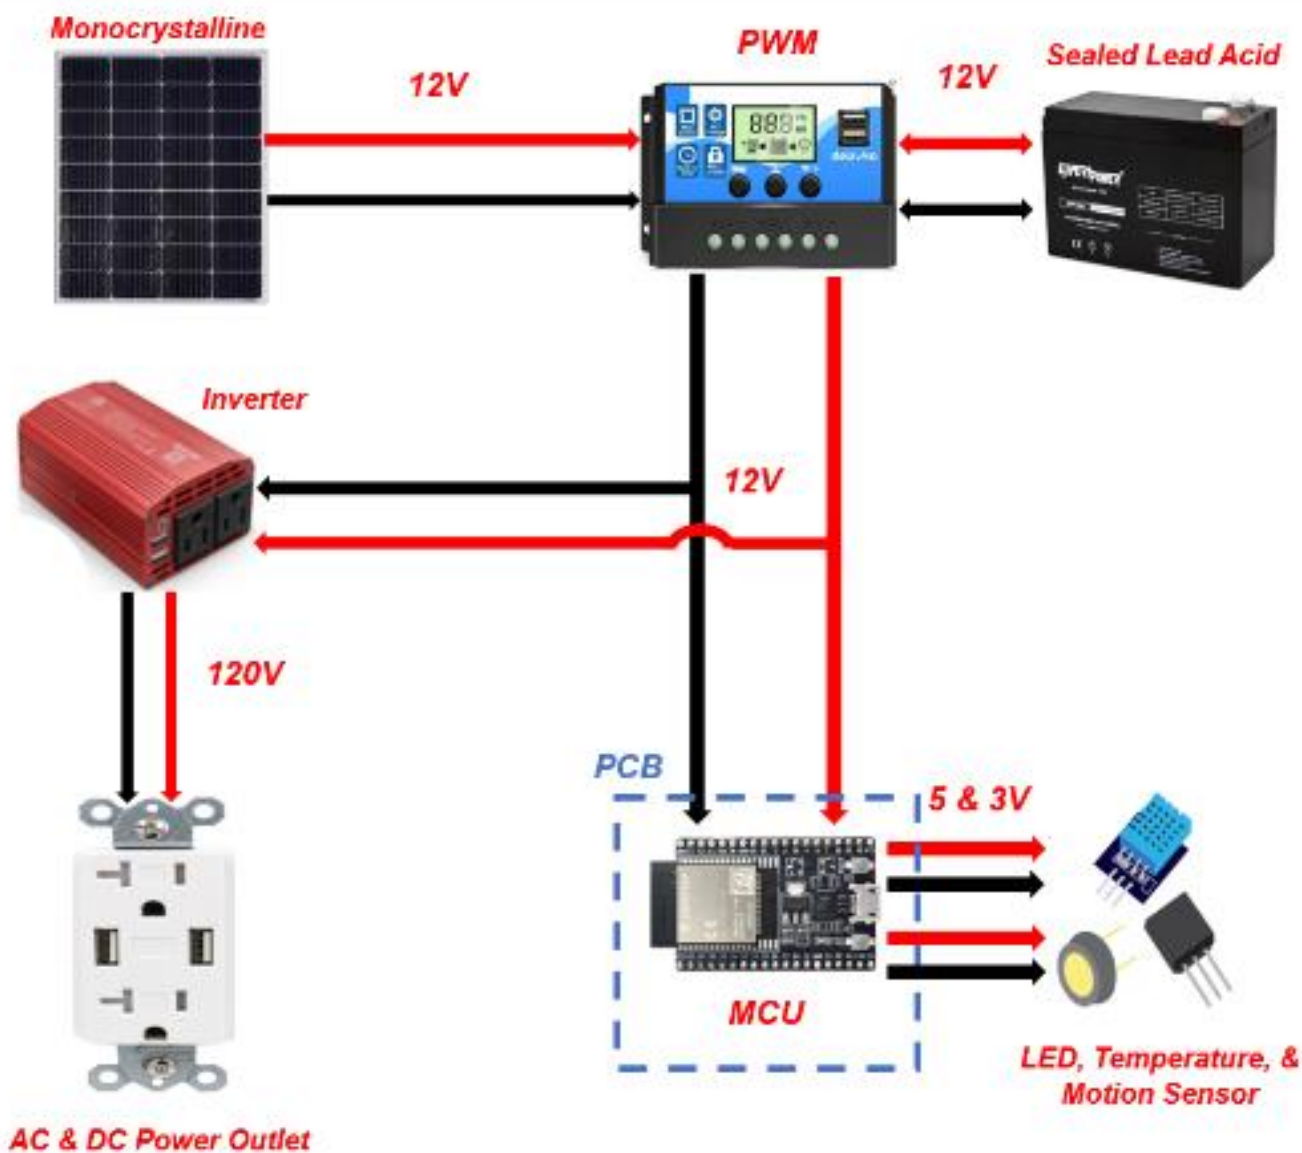 Monocrystalline
PWM
Sealed Lead Acid
12V
12V
Inverter
12V
120V
PCB
5 & 3V
MCU
LED, Temperature, &
Motion Sensor
AC & DC Power Outlet